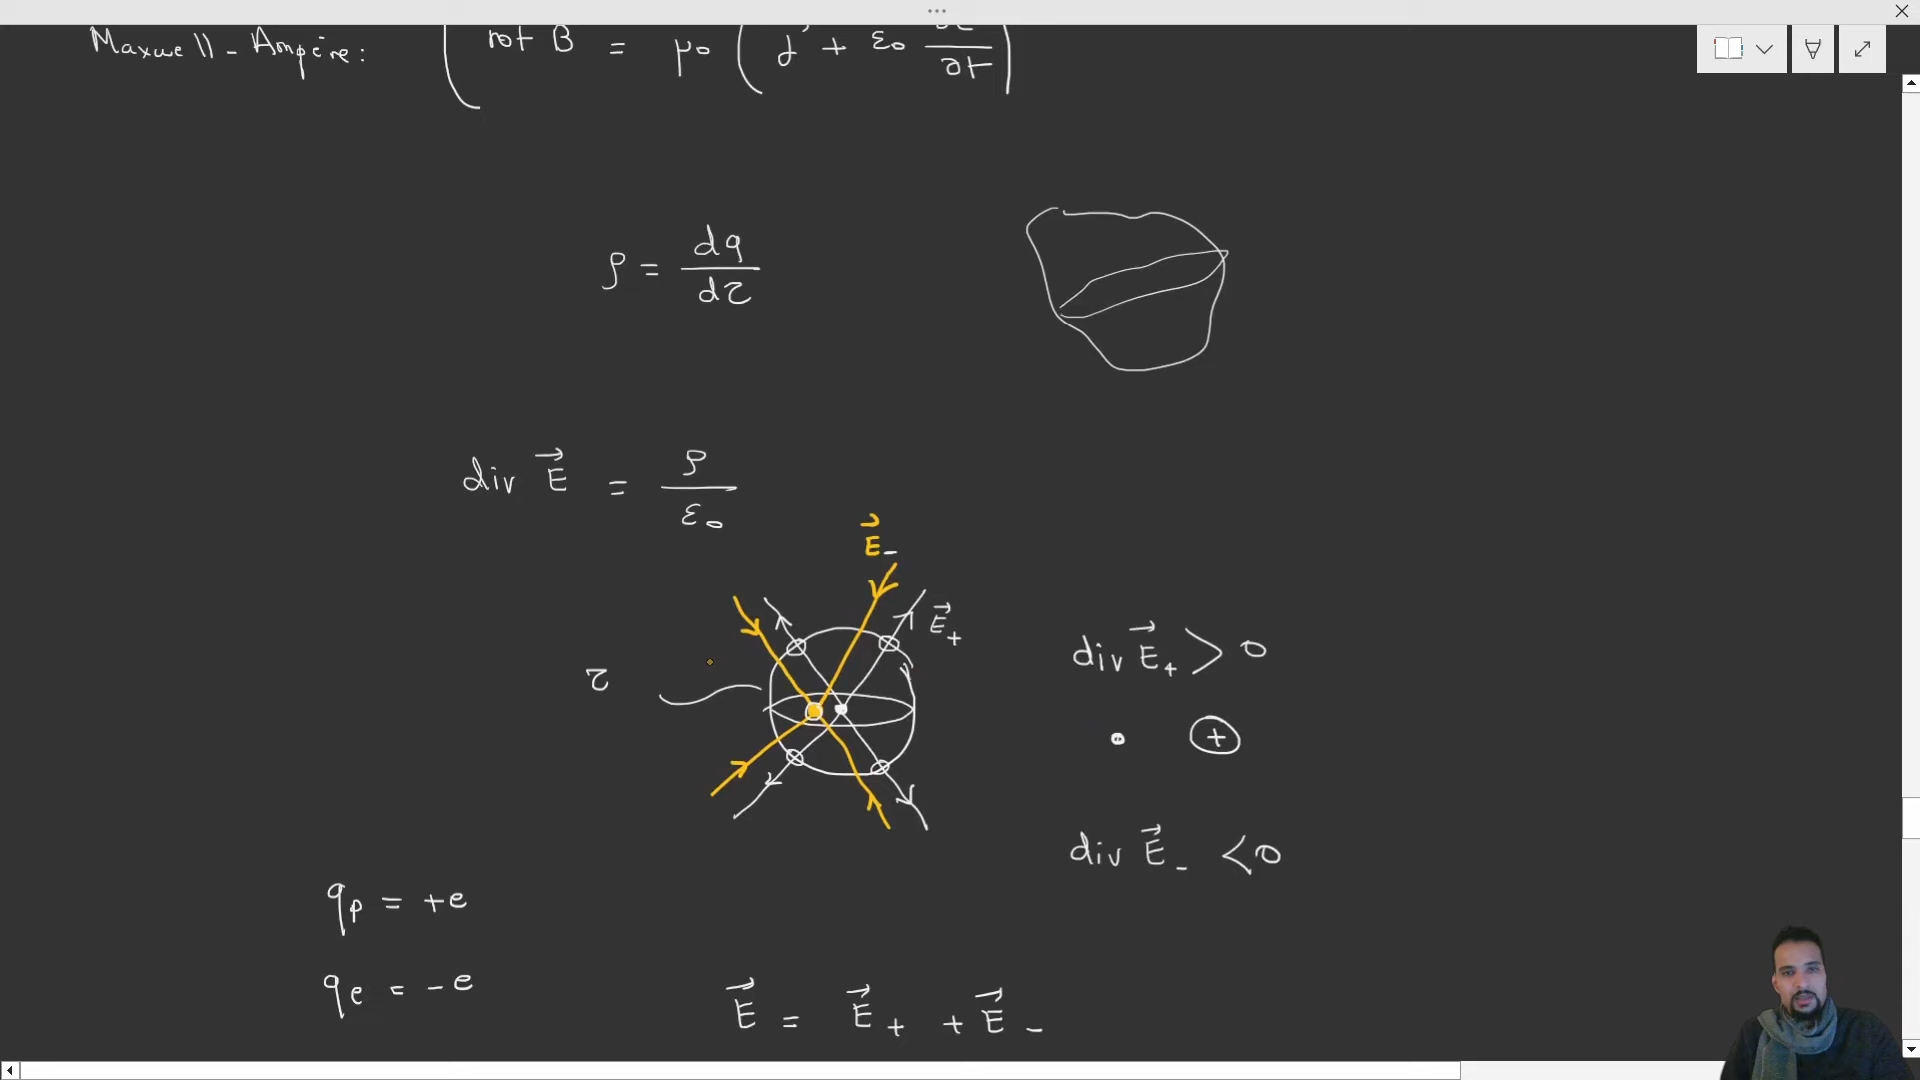 Maxwell-Ampère: rot B = μ0 (j + ε0 ∂E/∂t)
ρ = dq/dτ
div E⃗ = ρ/ε0
E⃗-
E⃗+
τ
div E⃗+ > 0
+
div E⃗- < 0
qp = +e
qe = -e
E⃗ = E⃗+ + E⃗-